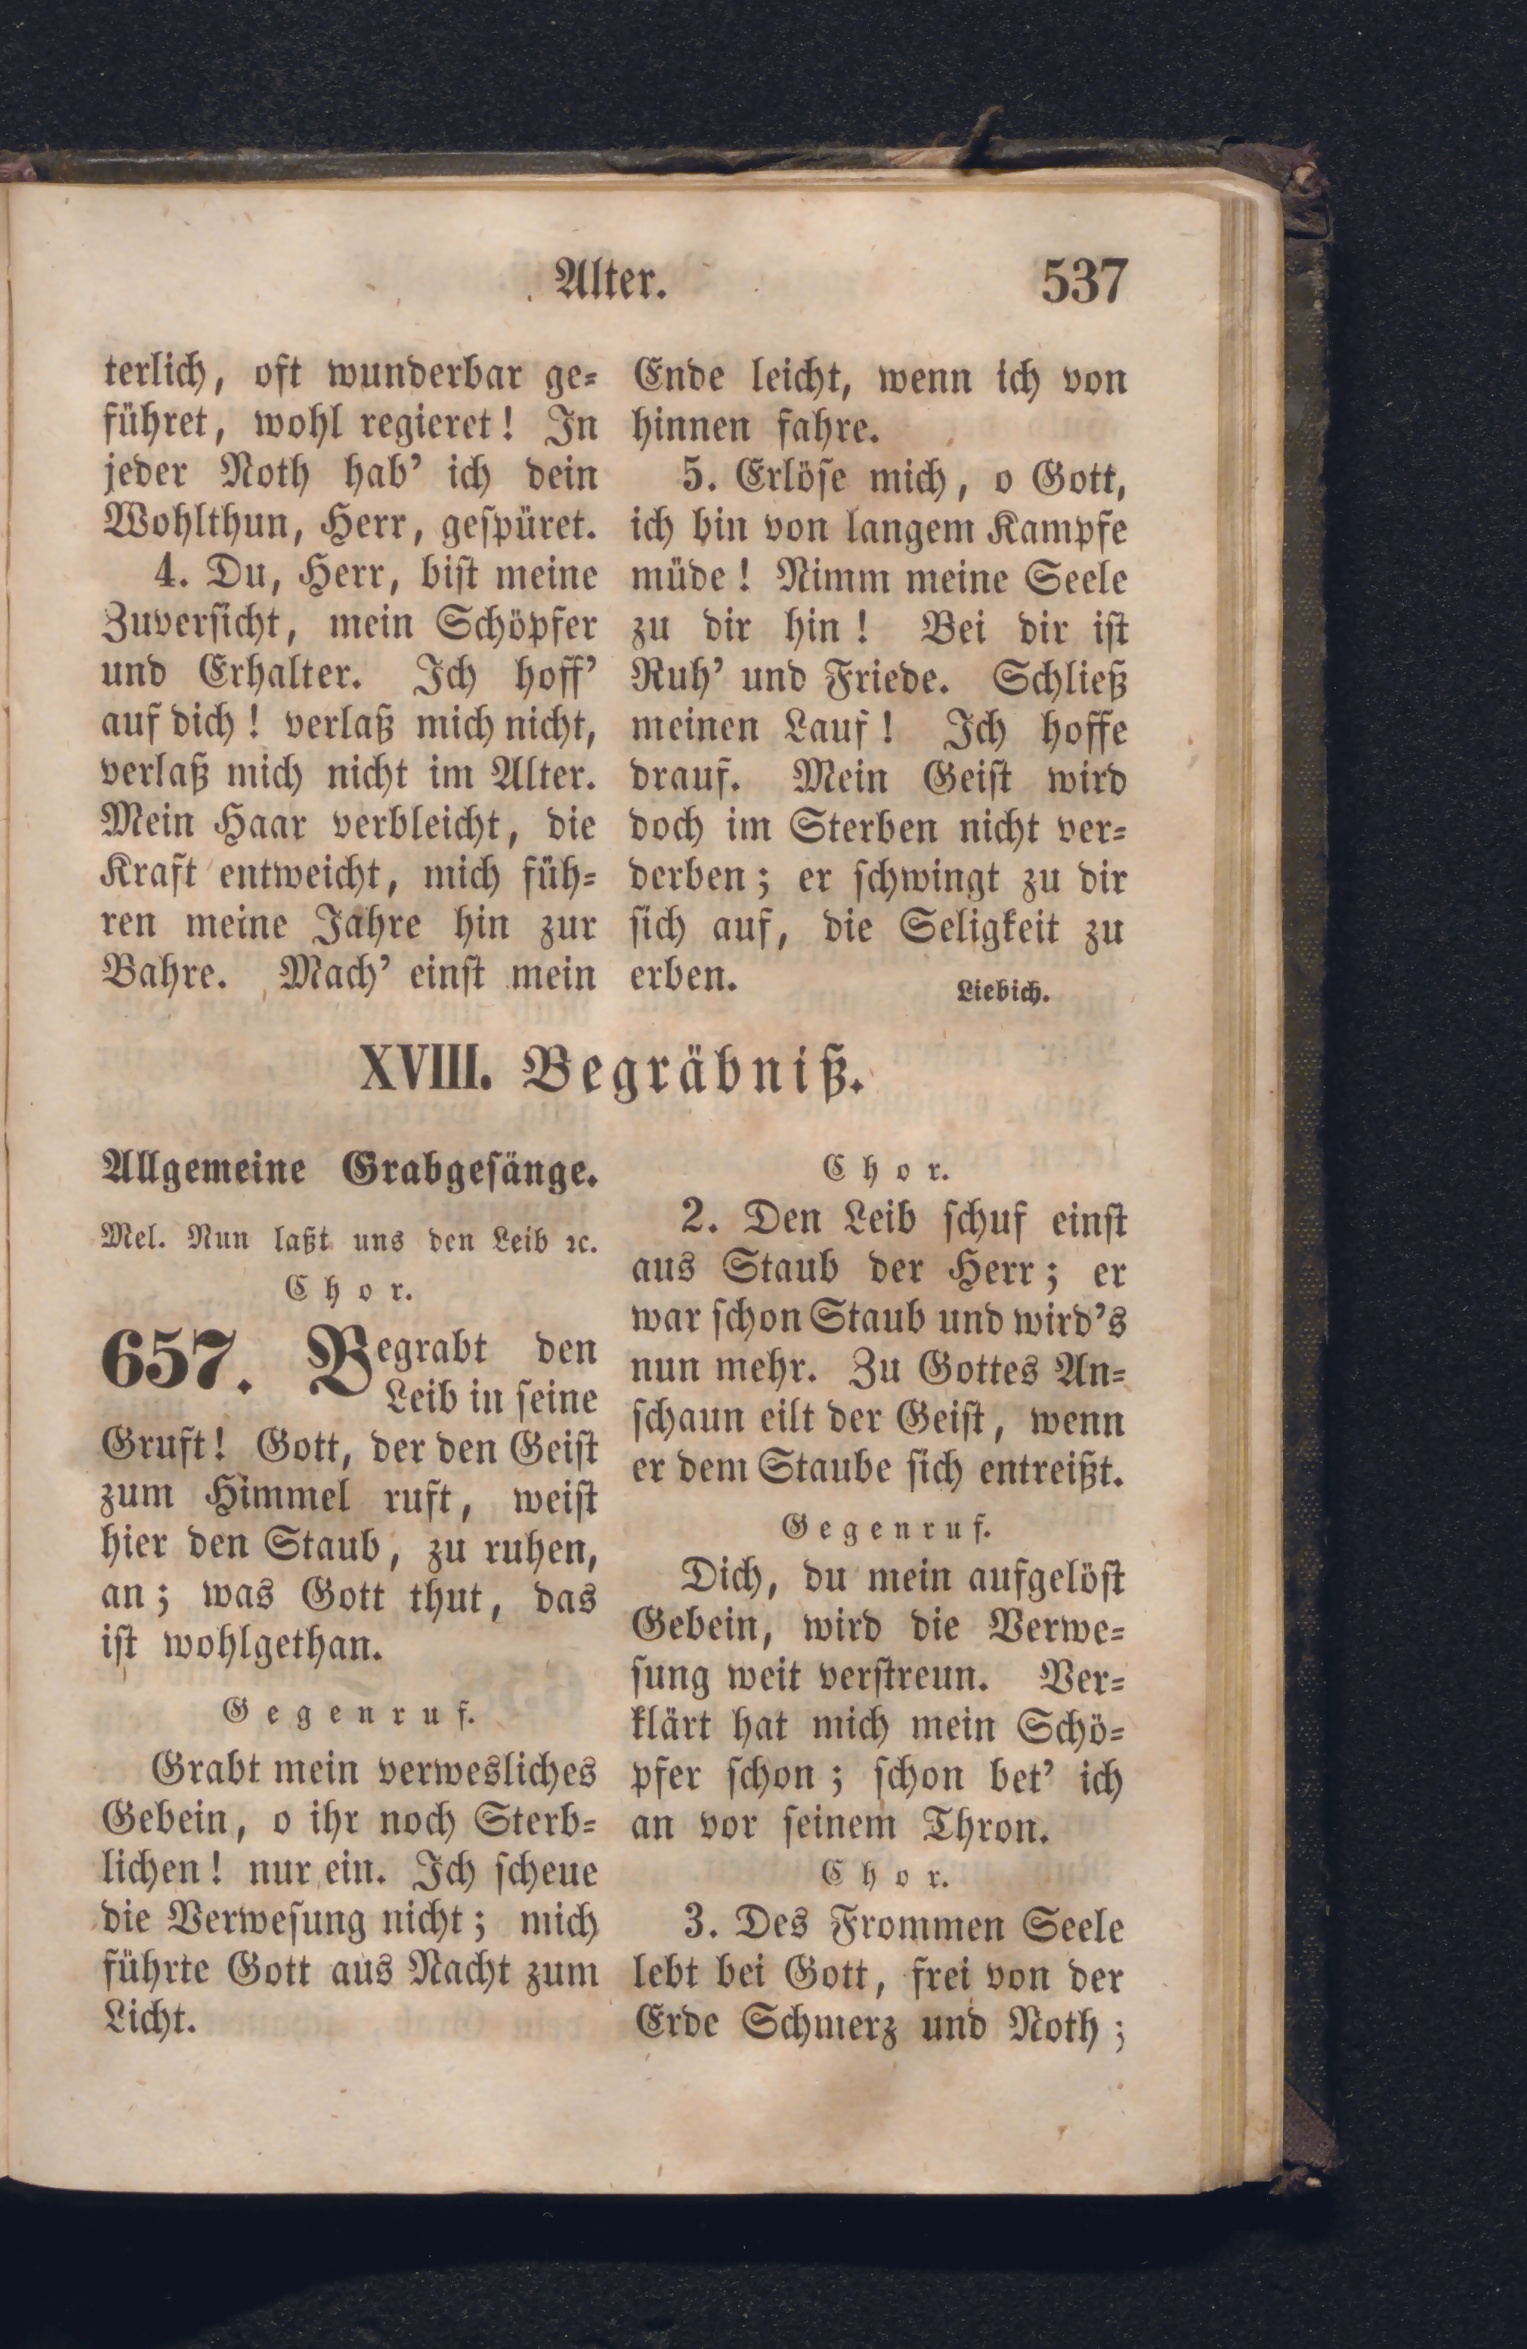 Alter. 537
terlich, oft wunderbar ge-
führet, wohl regieret! In
jeder Noth hab' ich dein
Wohlthun, Herr, gespüret.
4. Du, Herr, bist meine
Zuversicht, mein Schöpfer
und Erhalter. Ich hoff'
auf dich! verlaß mich nicht,
verlaß mich nicht im Alter.
Mein Haar verbleicht, die
Kraft entweicht, mich füh-
ren meine Jahre hin zur
Bahre. Mach' einst mein
Ende leicht, wenn ich von
hinnen fahre.
5. Erlöse mich, o Gott,
ich bin von langem Kampfe
müde! Nimm meine Seele
zu dir hin! Bei dir ist
Ruh' und Friede. Schließ
meinen Lauf! Ich hoffe
drauf. Mein Geist wird
doch im Sterben nicht ver-
derben; er schwingt zu dir
sich auf, die Seligkeit zu
erben.
Liebich.
XVIII. Begräbniß.
Allgemeine Grabgesänge.
Mel. Nun laßt uns den Leib ꝛc.
Chor.
657. Begrabt den
Leib in seine
Gruft! Gott, der den Geist
zum Himmel ruft, weist
hier den Staub, zu ruhen,
an; was Gott thut, das
ist wohlgethan.
Gegenruf.
Grabt mein verwesliches
Gebein, o ihr noch Sterb-
lichen! nur ein. Ich scheue
die Verwesung nicht; mich
führte Gott aus Nacht zum
Licht.
Chor.
2. Den Leib schuf einst
aus Staub der Herr; er
war schon Staub und wird's
nun mehr. Zu Gottes An-
schaun eilt der Geist, wenn
er dem Staube sich entreißt.
Gegenruf.
Dich, du mein aufgelöst
Gebein, wird die Verwe-
sung weit verstreun. Ver-
klärt hat mich mein Schö-
pfer schon; schon bet' ich
an vor seinem Thron.
Chor.
3. Des Frommen Seele
lebt bei Gott, frei von der
Erde Schmerz und Noth;